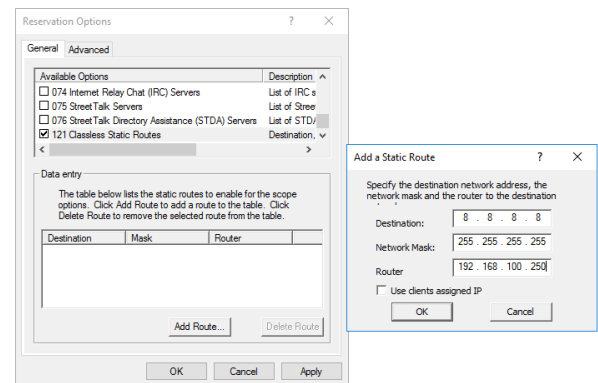 Reservation Options
General Advanced
Available Options Description
074 Internet Relay Chat (IRC) Servers List of IRC s
075 StreetTalk Servers List of Stree
076 StreetTalk Directory Assistance (STDA) Servers List of STD
121 Classless Static Routes Destination,
Data entry
The table below lists the static routes to enable for the scope
options. Click Add Route to add a route to the table. Click
Delete Route to remove the selected route from the table.
Destination Mask Router
Add Route... Delete Route
OK Cancel Apply
Add a Static Route
Specify the destination network address, the
network mask and the router to the destination
Destination: 8 . 8 . 8 . 8
Network Mask: 255 . 255 . 255 . 255
Router 192 . 168 . 100 . 250
Use clients assigned IP
OK Cancel